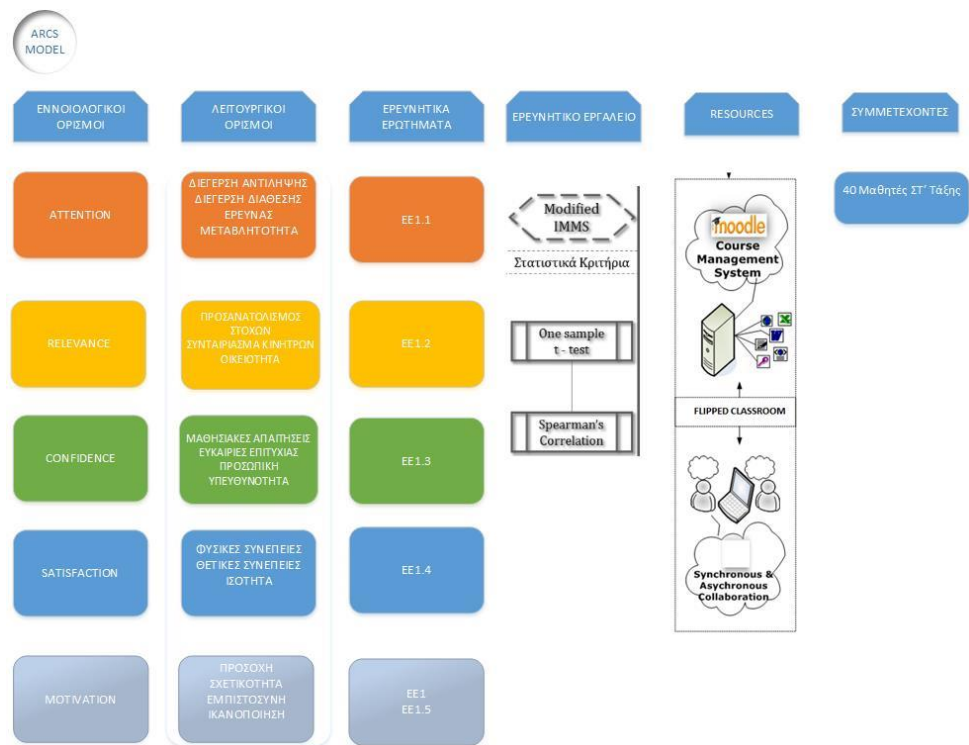 ARCS
MODEL
ΕΝΝΟΙΟΛΟΓΙΚΟΙ
ΟΡΙΣΜΟΙ
ΛΕΙΤΟΥΡΓΙΚΟΙ
ΟΡΙΣΜΟΙ
ΕΡΕΥΝΗΤΙΚΑ
ΕΡΩΤΗΜΑΤΑ
ΕΡΕΥΝΗΤΙΚΟ ΕΡΓΑΛΕΙΟ
RESOURCES
ΣΥΜΜΕΤΕΧΟΝΤΕΣ
ATTENTION
ΔΙΕΓΕΡΣΗ ΑΝΤΙΛΗΨΗΣ
ΔΙΕΓΕΡΣΗ ΔΙΑΘΕΣΗΣ
ΕΡΕΥΝΑΣ
ΜΕΤΑΒΛΗΤΟΤΗΤΑ
ΕΕ1.1
Modified
IMMS
Στατιστικά Κριτήρια
moodle
Course
Management
System
40 Μαθητές ΣΤ΄ Τάξης
RELEVANCE
ΠΡΟΣΑΝΑΤΟΛΙΣΜΟΣ
ΣΤΟΧΩΝ
ΣΥΝΤΑΙΡΙΑΣΜΑ ΚΙΝΗΤΡΩΝ
ΟΙΚΕΙΟΤΗΤΑ
ΕΕ1.2
One sample
t - test
FLIPPED CLASSROOM
CONFIDENCE
ΜΑΘΗΣΙΑΚΕΣ ΑΠΑΙΤΗΣΕΙΣ
ΕΥΚΑΙΡΙΕΣ ΕΠΙΤΥΧΙΑΣ
ΠΡΟΣΩΠΙΚΗ
ΥΠΕΥΘΥΝΟΤΗΤΑ
ΕΕ1.3
Spearman's
Correlation
SATISFACTION
ΦΥΣΙΚΕΣ ΣΥΝΕΠΕΙΕΣ
ΘΕΤΙΚΕΣ ΣΥΝΕΠΕΙΕΣ
ΙΣΟΤΗΤΑ
ΕΕ1.4
Synchronous &
Asychronous
Collaboration
MOTIVATION
ΠΡΟΣΟΧΗ
ΣΧΕΤΙΚΟΤΗΤΑ
ΕΜΠΙΣΤΟΣΥΝΗ
ΙΚΑΝΟΠΟΙΗΣΗ
ΕΕ1
ΕΕ1.5